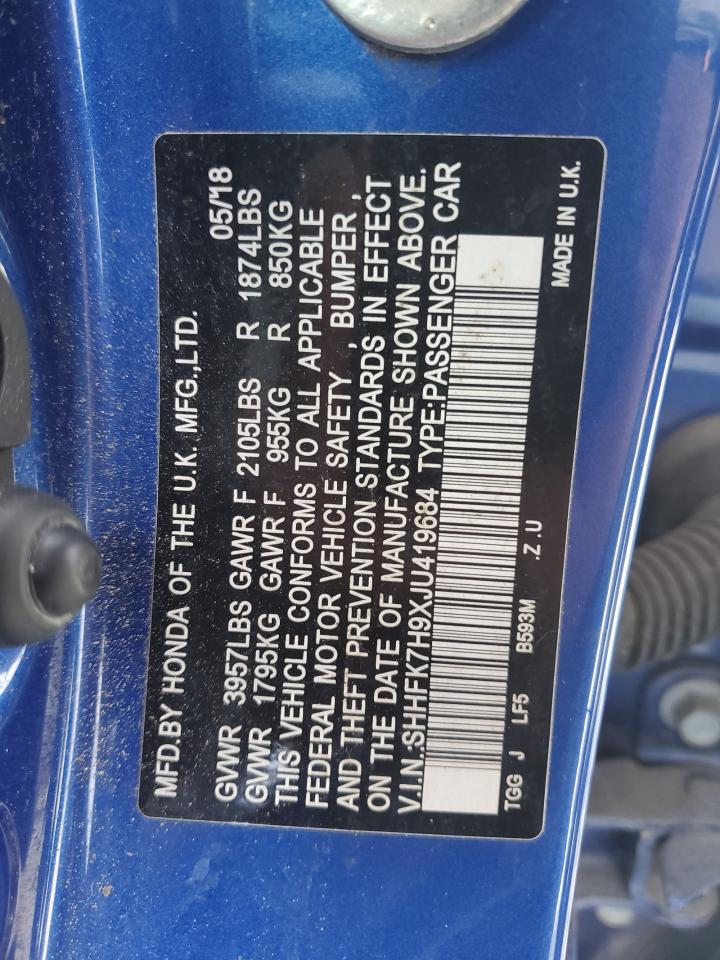 MFD.BY HONDA OF THE U.K. MFG.,LTD. 05/18
GVWR 3957LBS GAWR F 2105LBS R 1874LBS
GVWR 1795KG GAWR F 955KG R 850KG
THIS VEHICLE CONFORMS TO ALL APPLICABLE
FEDERAL MOTOR VEHICLE SAFETY , BUMPER ,
AND THEFT PREVENTION STANDARDS IN EFFECT
ON THE DATE OF MANUFACTURE SHOWN ABOVE.
V.I.N.:SHHFK7H9XJU419684 TYPE:PASSENGER CAR
TGG J LF5 B593M .Z .U MADE IN U.K.